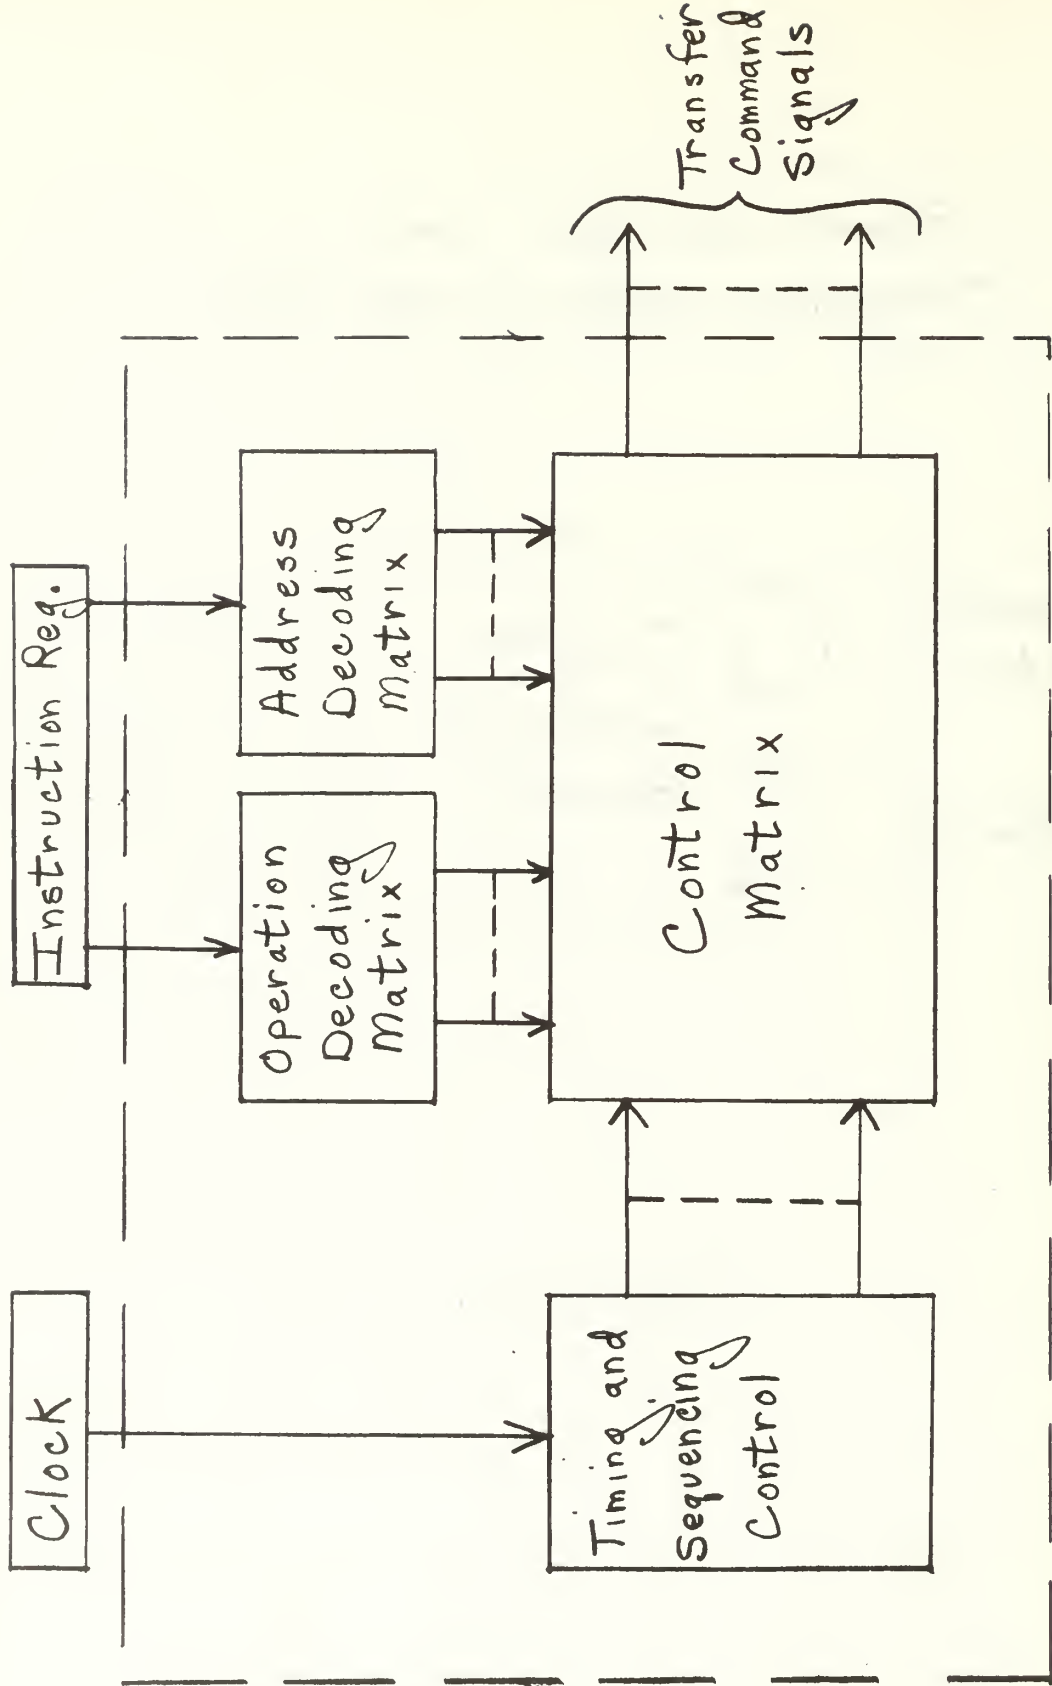 Clock
Instruction Reg.
Operation
Decoding
Matrix
Address
Decoding
Matrix
Timing and
Sequencing
Control
Control
Matrix
Transfer
Command
Signals